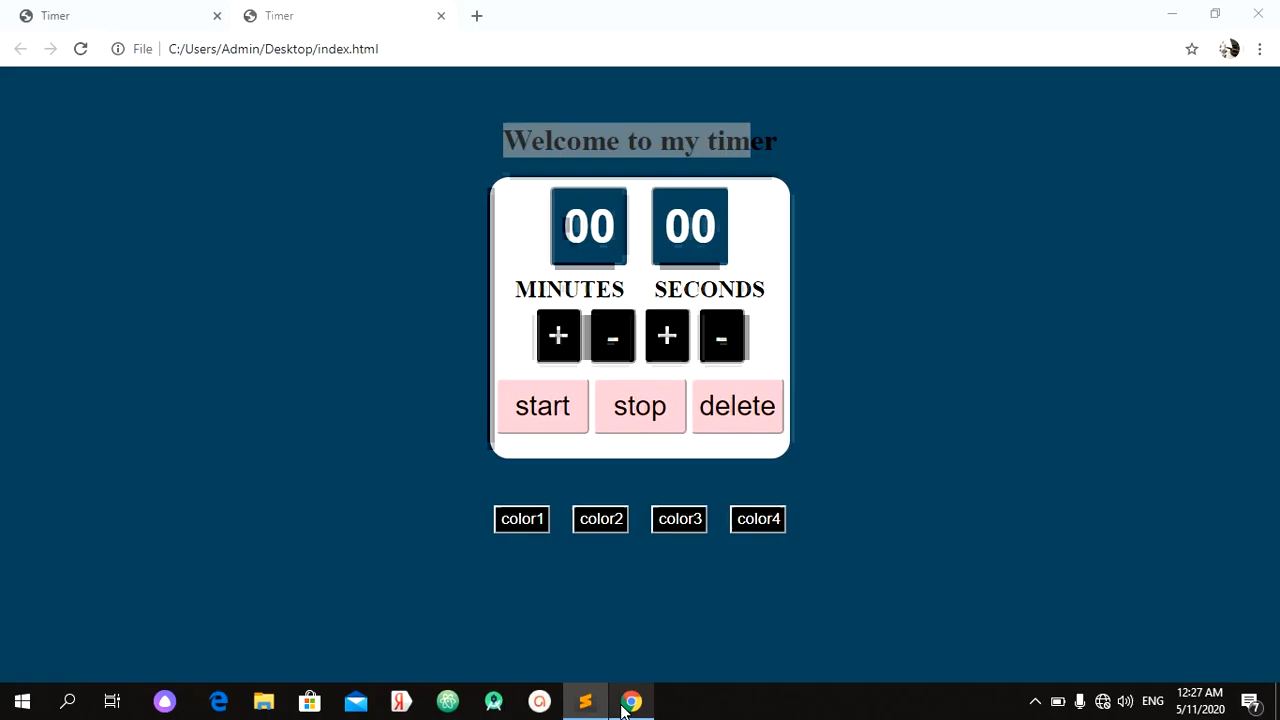 Timer
Timer
File
C:/Users/Admin/Desktop/index.html
Welcome to my timer
00 00
MINUTES SECONDS
+ - + -
start stop delete
color1 color2 color3 color4
ENG
12:27 AM
5/11/2020
7
Я
a